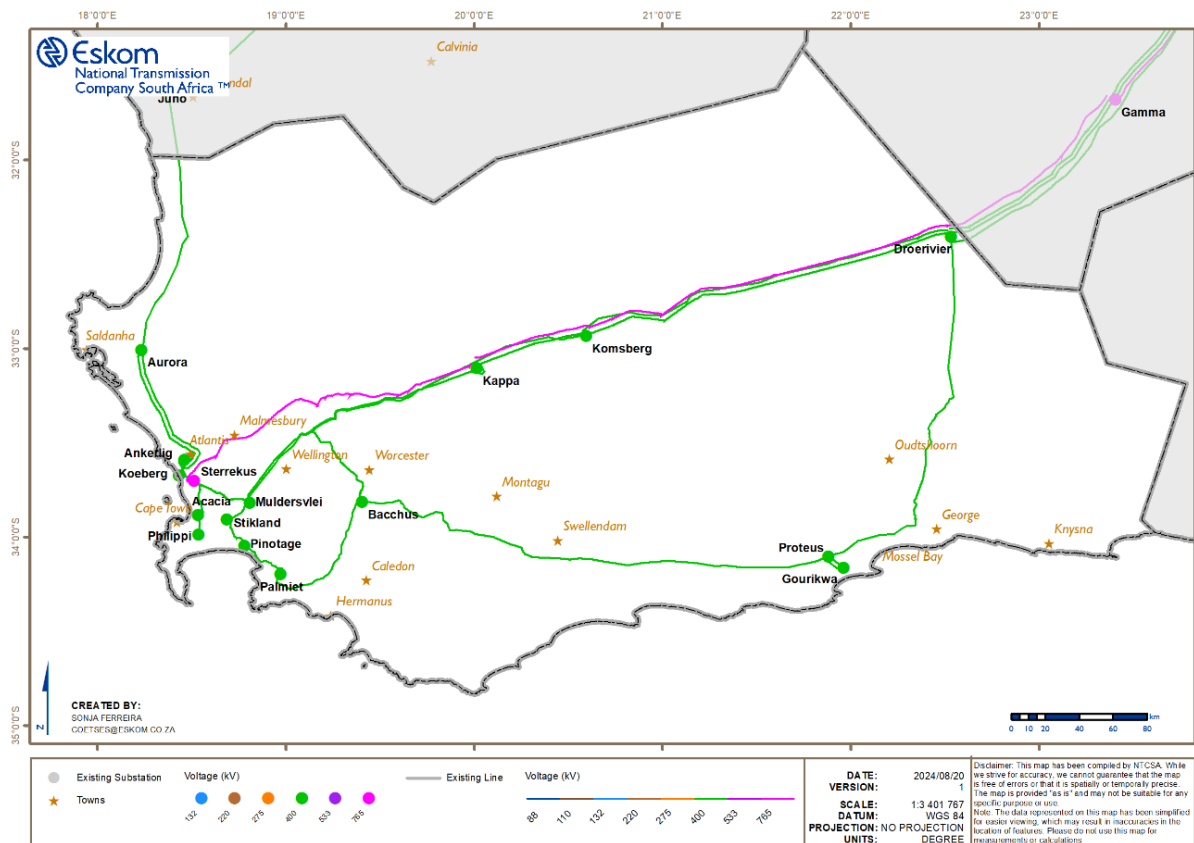 18°0'0"E
19°0'0"E
20°0'0"E
21°0'0"E
22°0'0"E
23°0'0"E
Eskom
National Transmission
Company South Africa ™
Calvinia
ndal
Juno
Gamma
32°0'0"S
Droerivier
Saldanha
33°0'0"S
Aurora
Komsberg
Kappa
Malmesbury
Atlantis
Ankerlig
Wellington
Worcester
Oudtshoorn
Koeberg
Sterrekus
Montagu
Acacia
Muldersvlei
Cape Town
Stikland
Bacchus
George
Knysna
34°0'0"S
Philippi
Pinotage
Swellendam
Proteus
Mossel Bay
Palmiet
Caledon
Gourikwa
Hermanus
35°0'0"S
Z
CREATED BY:
SONJA FERREIRA
COETSES@ESKOM.CO.ZA
km
0 10 20 40 60 80
Existing Substation
Voltage (kV)
Existing Line
Voltage (kV)
Towns
132 220 275 400 533 765
88 110 132 220 275 400 533 765
DATE: 2024/08/20
VERSION: 1
SCALE: 1:3 401 767
DATUM: WGS 84
PROJECTION: NO PROJECTION
UNITS: DEGREE
Disclaimer: This map has been compiled by NTCSA. While
we strive for accuracy, we cannot guarantee that the map
is free of errors or that it is spatially or temporally precise.
The map is provided "as is" and may not be suitable for any
specific purpose or use.
Note: The data represented on this map has been simplified
for easier viewing, which may result in inaccuracies in the
location of features. Please do not use this map for
measurements or calculations